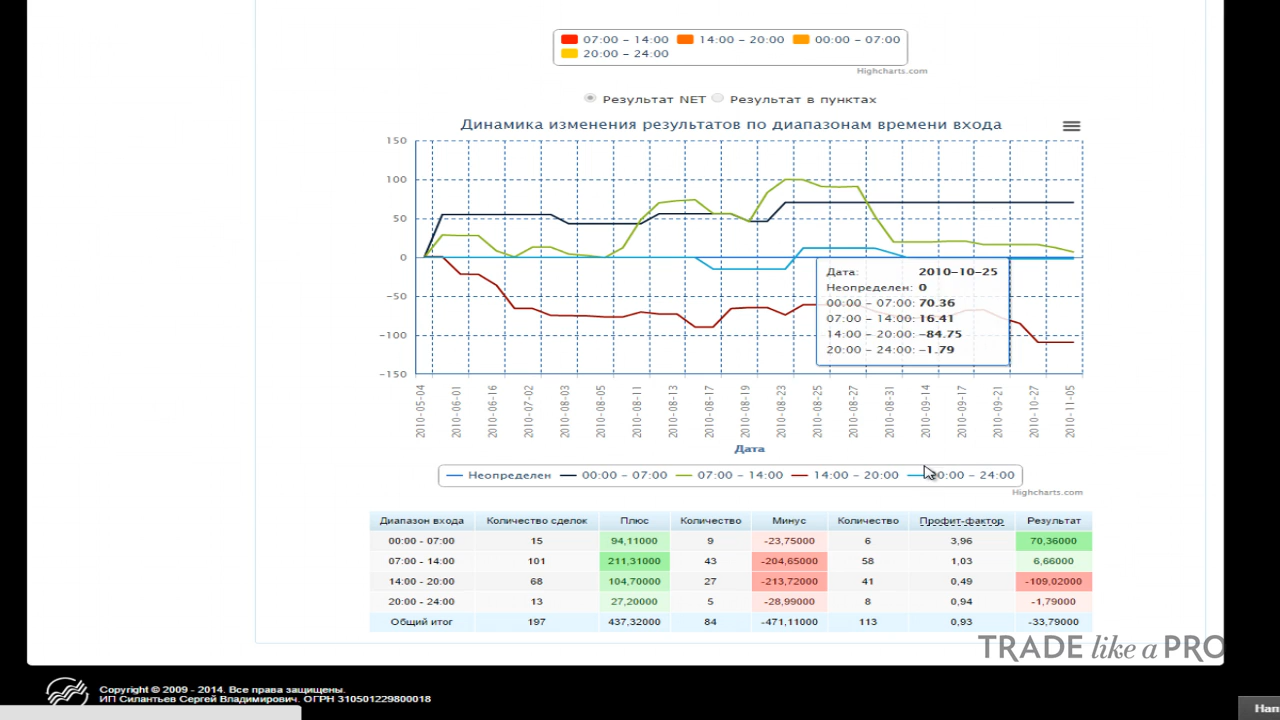 07:00 – 14:00 14:00 – 20:00 00:00 – 07:00
20:00 – 24:00
Highcharts.com
Результат NET Результат в пунктах
Динамика изменения результатов по диапазонам времени входа
150
100
50
0
−50
−100
−150
Дата: 2010−10−25
Неопределен: 0
00:00 – 07:00: 70.36
07:00 – 14:00: 16.41
14:00 – 20:00: −84.75
20:00 – 24:00: −1.79
2010-05-04 2010-06-01 2010-06-16 2010-07-02 2010-08-03 2010-08-05 2010-08-11 2010-08-13 2010-08-17 2010-08-19 2010-08-23 2010-08-25 2010-08-27 2010-08-31 2010-09-14 2010-09-17 2010-09-21 2010-10-27 2010-11-05
Дата
Неопределен 00:00 – 07:00 07:00 – 14:00 14:00 – 20:00 0:00 – 24:00
Highcharts.com
Диапазон входа Количество сделок Плюс Количество Минус Количество Профит-фактор Результат
00:00 - 07:00 15 94,11000 9 -23,75000 6 3,96 70,36000
07:00 - 14:00 101 211,31000 43 -204,65000 58 1,03 6,66000
14:00 - 20:00 68 104,70000 27 -213,72000 41 0,49 -109,02000
20:00 - 24:00 13 27,20000 5 -28,99000 8 0,94 -1,79000
Общий итог 197 437,32000 84 -471,11000 113 0,93 -33,79000
TRADE like a PRO
Copyright © 2009 - 2014. Все права защищены.
ИП Силантьев Сергей Владимирович. ОГРН 310501229800018